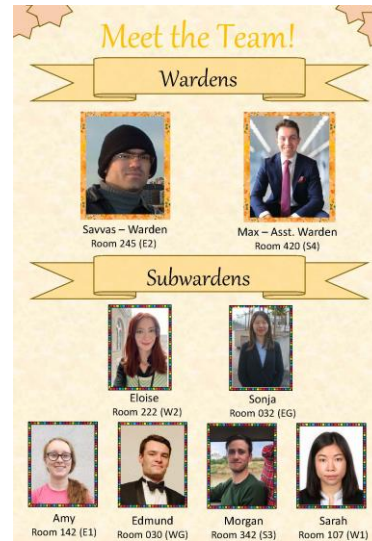 Meet the Team!
Wardens
Savvas – Warden
Room 245 (E2)
Max – Asst. Warden
Room 420 (S4)
Subwardens
Eloise
Room 222 (W2)
Sonja
Room 032 (EG)
Amy
Room 142 (E1)
Edmund
Room 030 (WG)
Morgan
Room 342 (S3)
Sarah
Room 107 (W1)